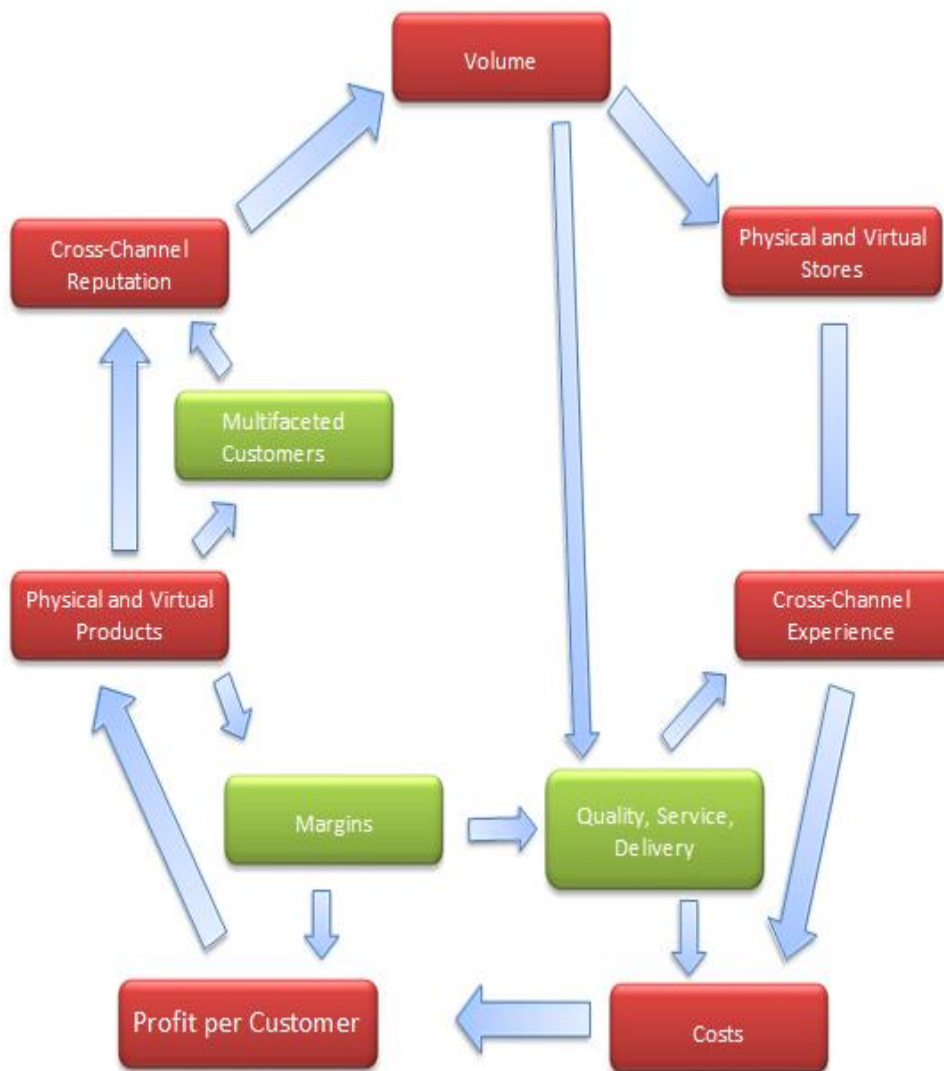 Volume
Physical and Virtual
Stores
Cross-Channel
Reputation
Multifaceted
Customers
Physical and Virtual
Products
Cross-Channel
Experience
Margins
Quality, Service,
Delivery
Profit per Customer
Costs